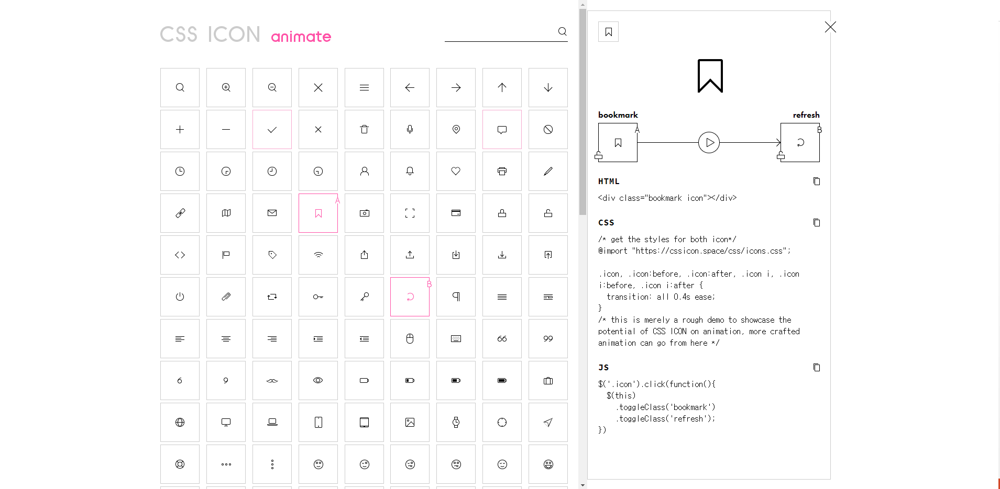 CSS ICON animate
A
B
66
99
6
9
bookmark
refresh
A
B
HTML
<div class="bookmark icon"></div>
CSS
/* get the styles for both icon*/
@import "https://cssicon.space/css/icons.css";
.icon, .icon:before, .icon:after, .icon i, .icon
i:before, .icon i:after {
transition: all 0.4s ease;
}
/* this is merely a rough demo to showcase the
potential of CSS ICON on animation, more crafted
animation can go from here */
JS
$('.icon').click(function(){
$(this)
.toggleClass('bookmark')
.toggleClass('refresh');
})